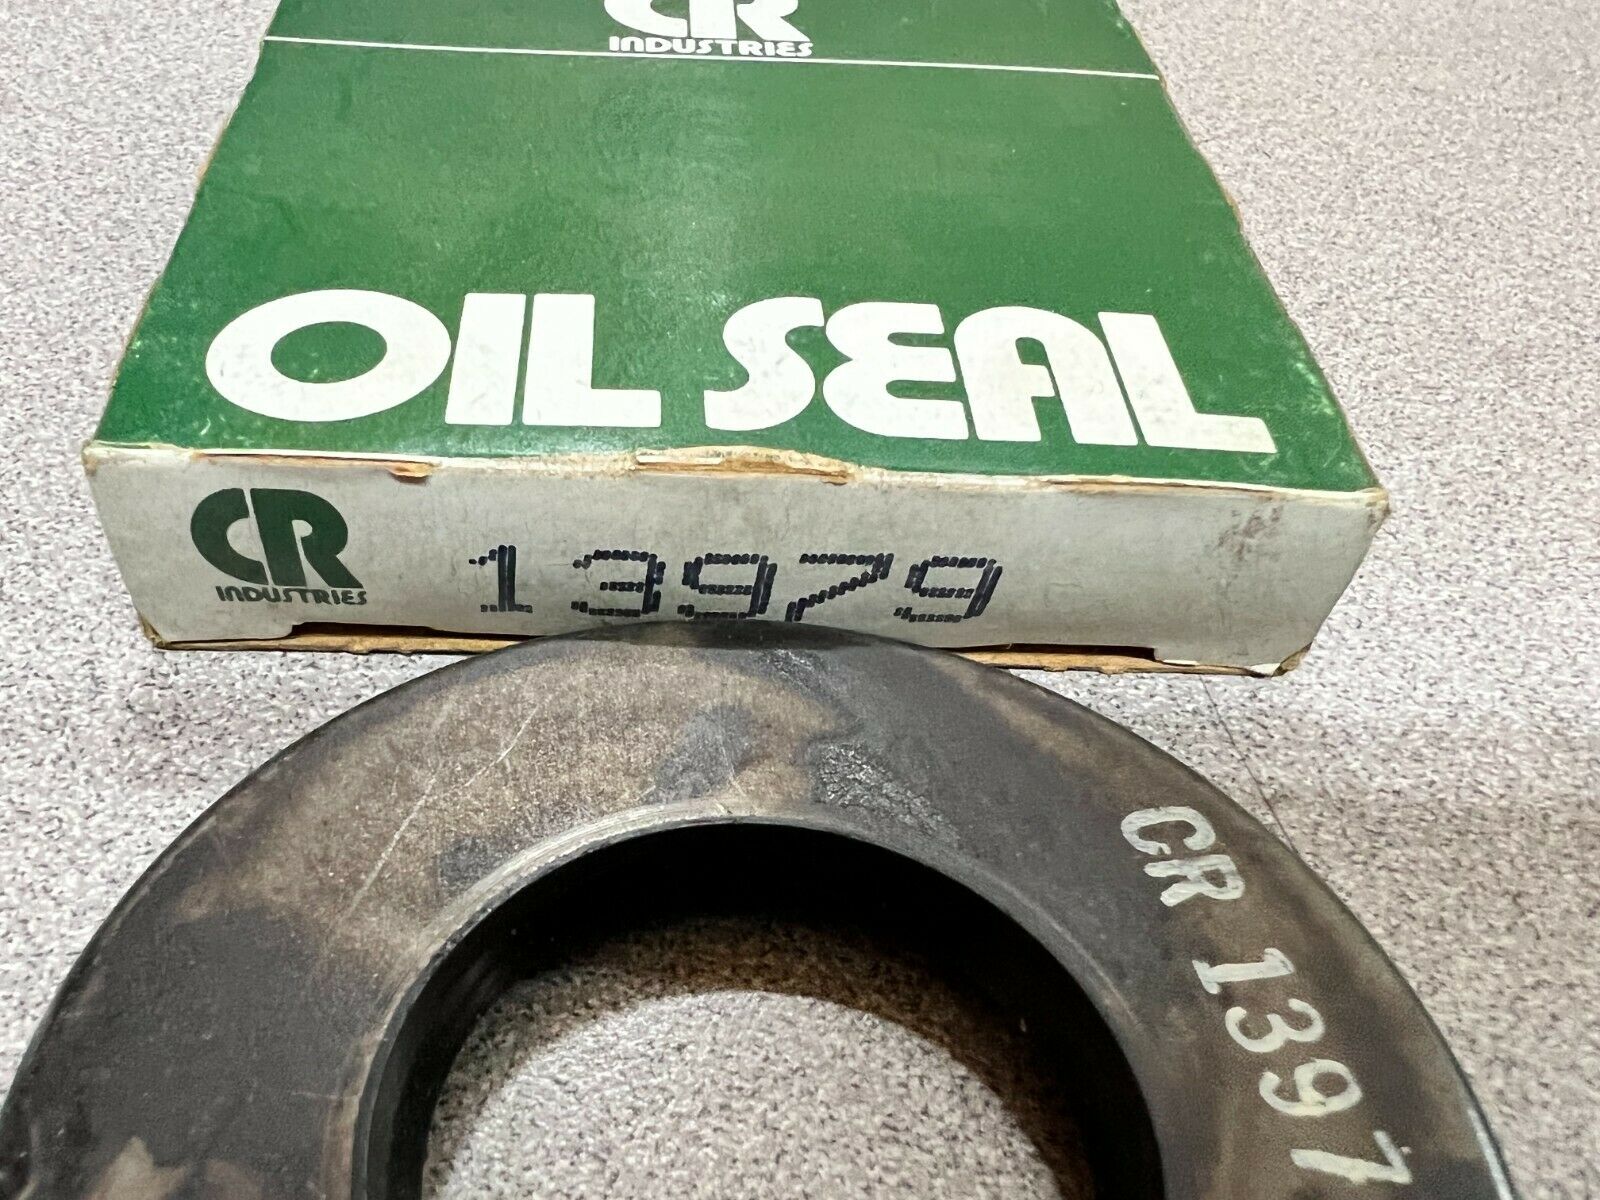 CR
INDUSTRIES
OIL SEAL
CR
INDUSTRIES
13979
CR 1397